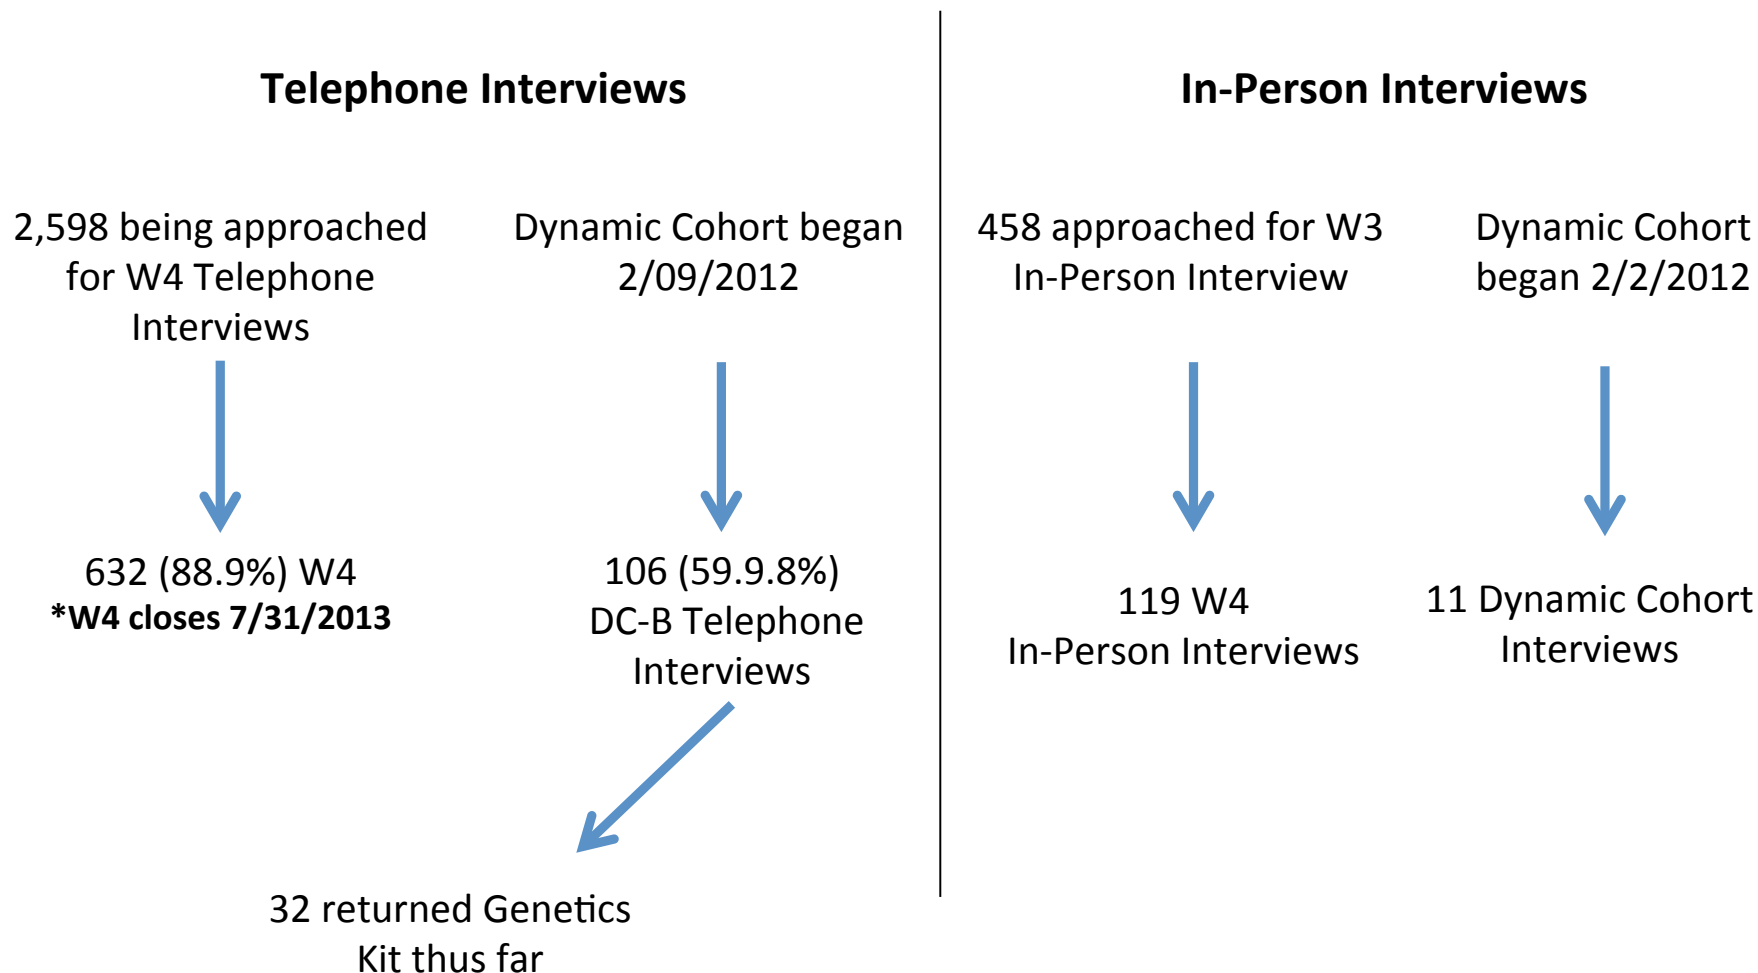 Telephone Interviews
2,598 being approached
for W4 Telephone
Interviews
Dynamic Cohort began
2/09/2012
632 (88.9%) W4
*W4 closes 7/31/2013
106 (59.9.8%)
DC-B Telephone
Interviews
32 returned Genetics
Kit thus far
In-Person Interviews
458 approached for W3
In-Person Interview
Dynamic Cohort
began 2/2/2012
119 W4
In-Person Interviews
11 Dynamic Cohort
Interviews